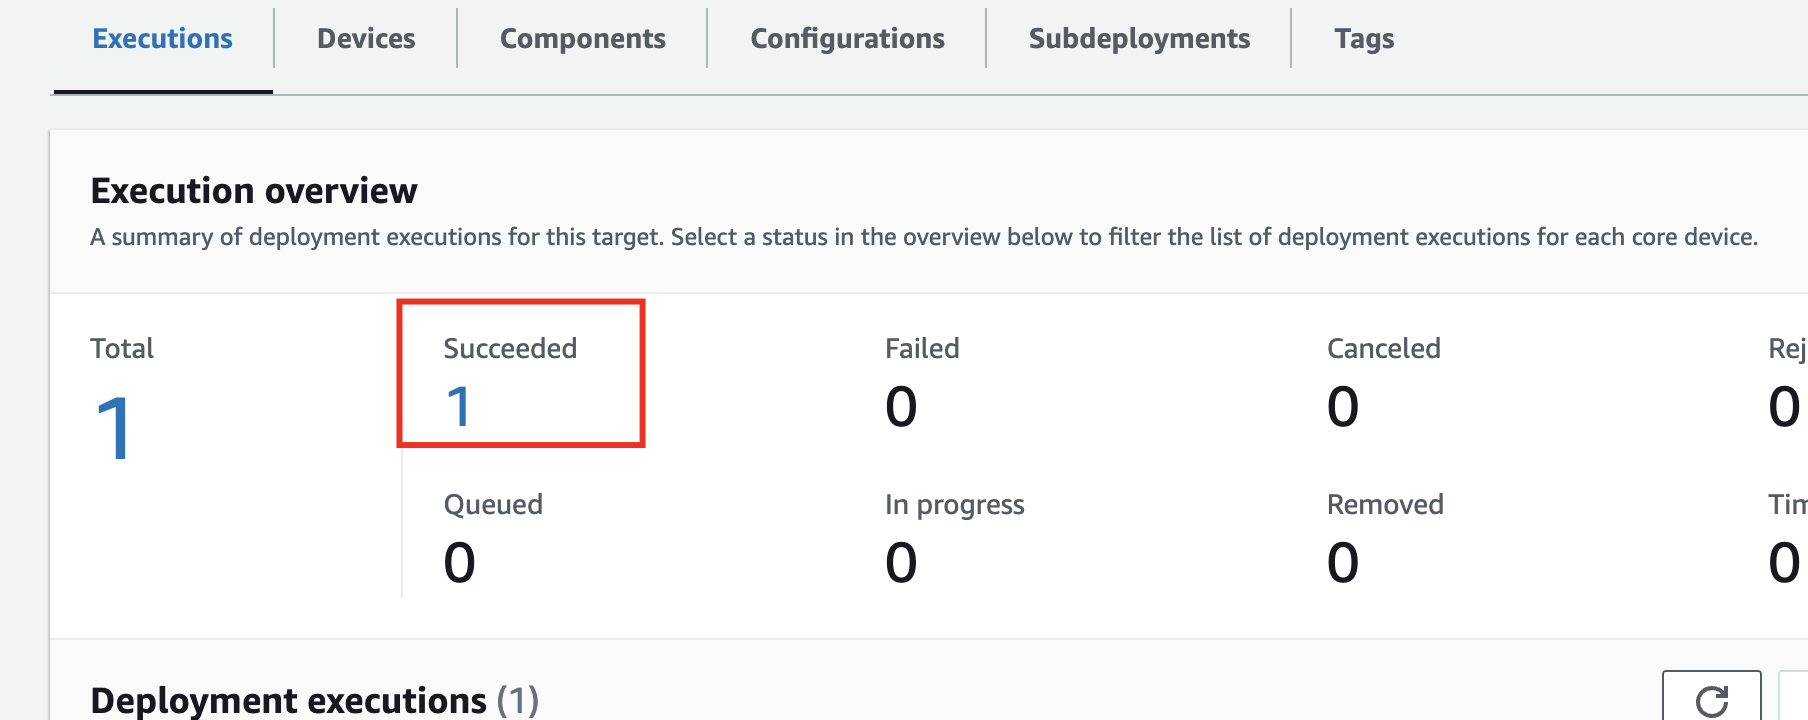 Executions Devices Components Configurations Subdeployments Tags
Execution overview
A summary of deployment executions for this target. Select a status in the overview below to filter the list of deployment executions for each core device.
Total Succeeded Failed Canceled Rej
1 1 0 0 0
Queued In progress Removed Tim
0 0 0 0
Deployment executions (1)